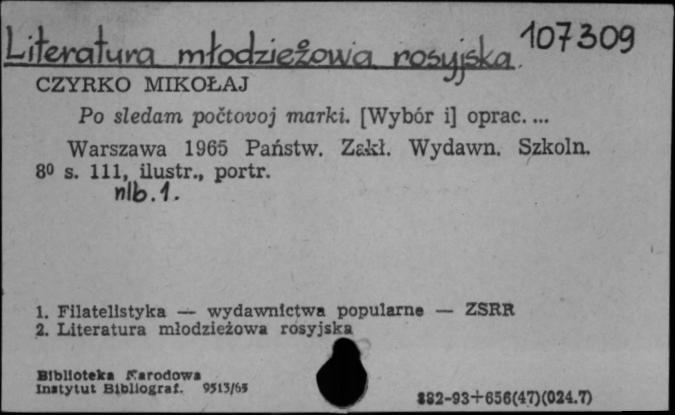 Literatura młodzieżowa rosyjska. 107309
CZYRKO MIKOŁAJ
Po sledam počtovoj marki. [Wybór i] oprac. ...
Warszawa 1965 Państw. Zakł. Wydawn. Szkoln.
8⁰ s. 111, ilustr., portr.
nlb. 1.
1. Filatelistyka — wydawnictwa popularne — ZSRR
2. Literatura młodzieżowa rosyjska
Biblioteka Narodowa
Instytut Bibliograf. 9513/65
882-93+656(47)(024.7)